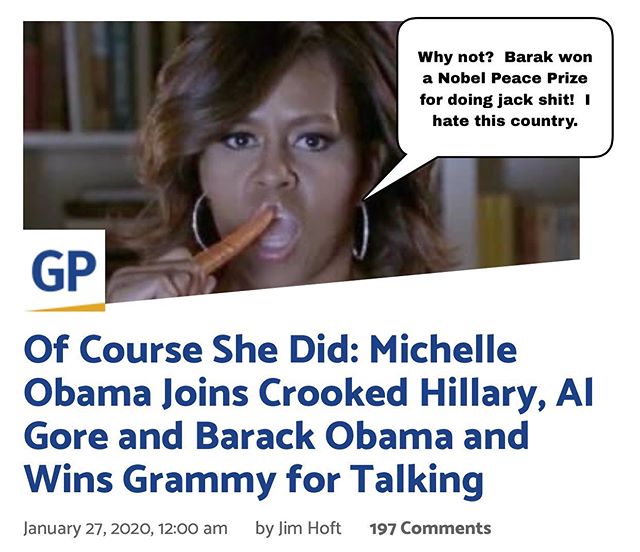 Why not?  Barak won
a Nobel Peace Prize
for doing jack shit!  I
hate this country.
GP
Of Course She Did: Michelle
Obama Joins Crooked Hillary, Al
Gore and Barack Obama and
Wins Grammy for Talking
January 27, 2020, 12:00 am    by Jim Hoft    197 Comments